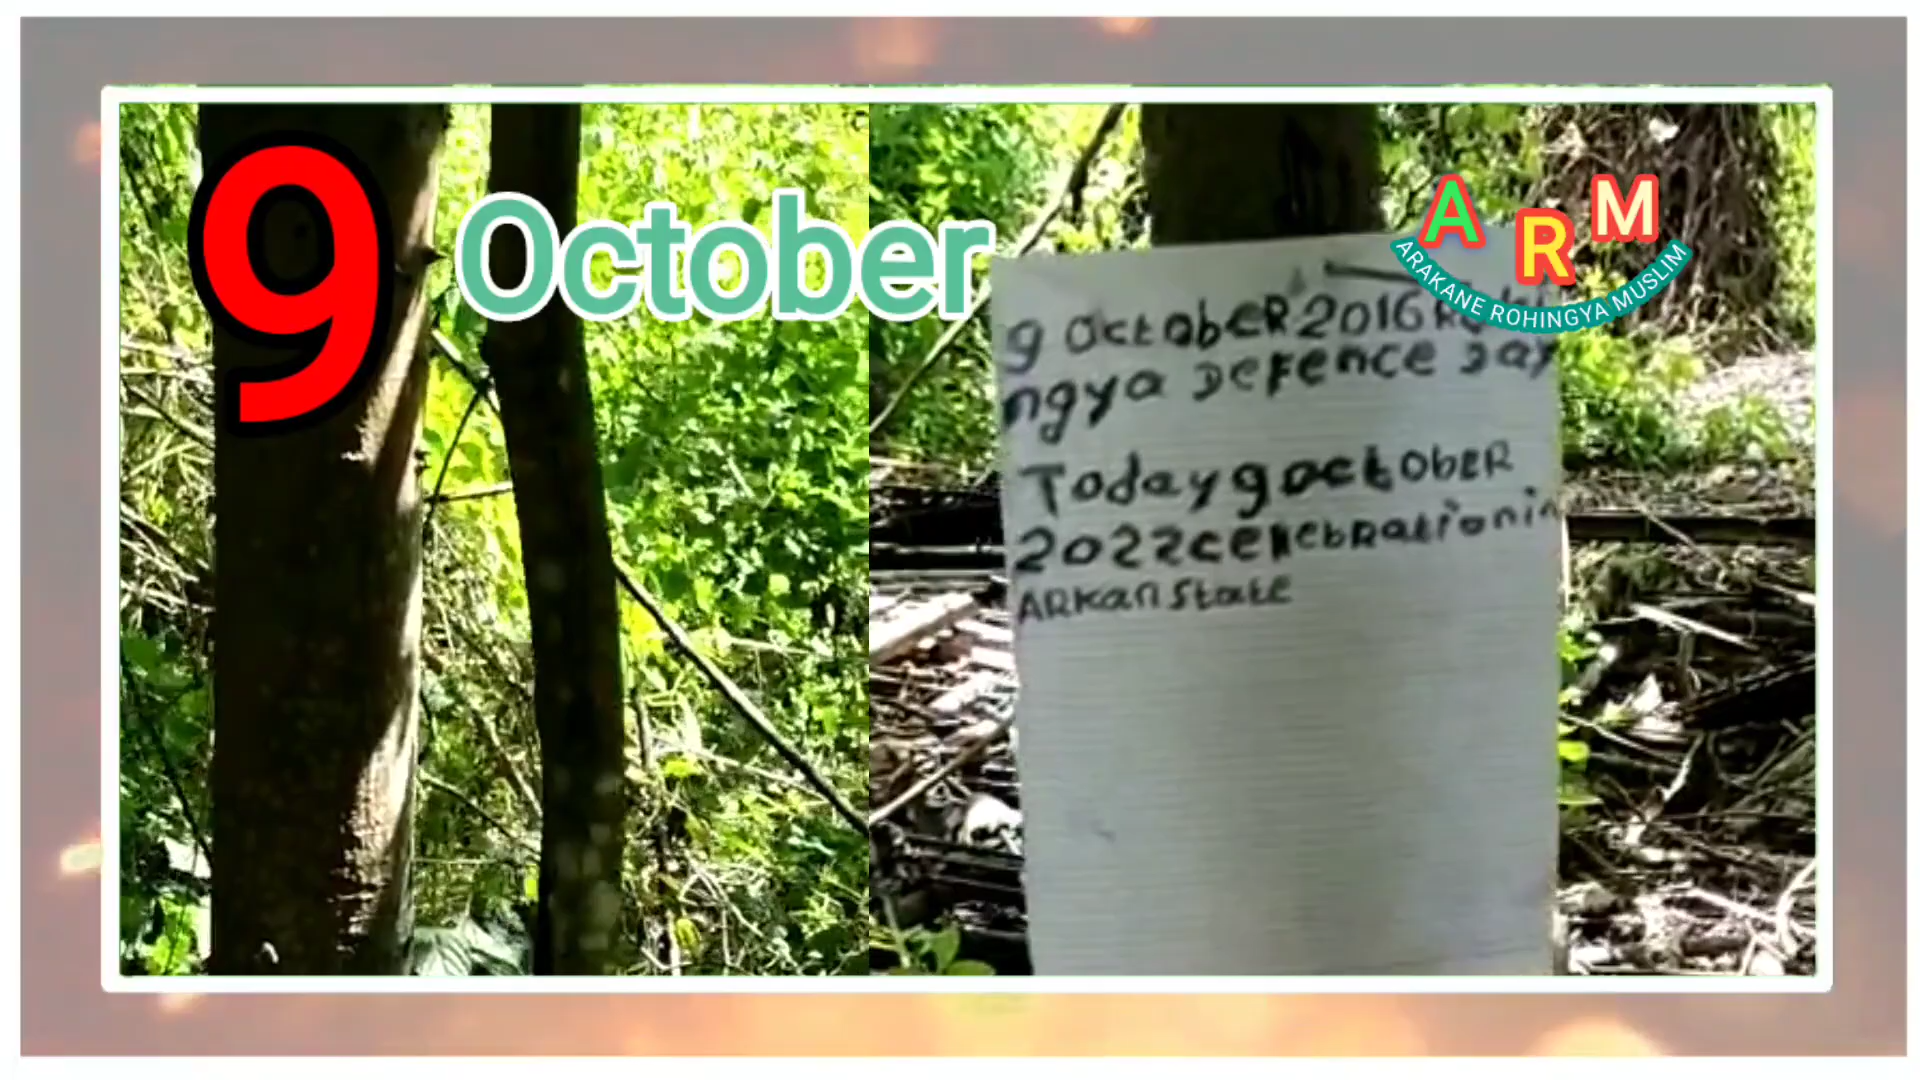 9 October
A R M
ARAKANE ROHINGYA MUSLIM
9 OctobER 2016
ngya DEFEnce Day
Today 9 octobER
2022 celebRation in
ARKan State